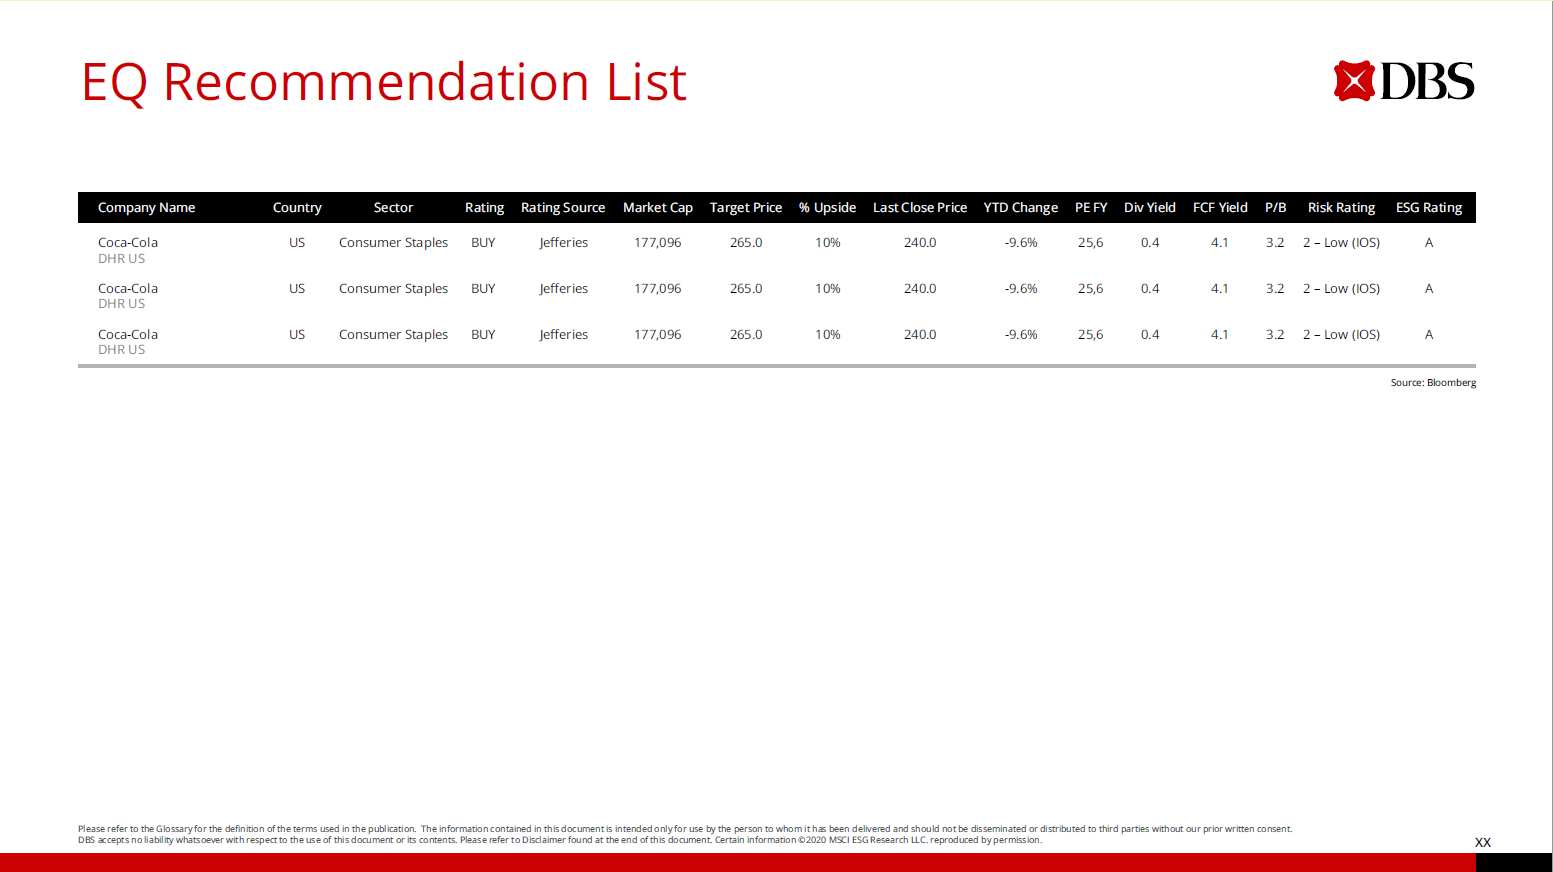 EQ Recommendation List
DBS
Company Name Country Sector Rating Rating Source Market Cap Target Price % Upside Last Close Price YTD Change PE FY Div Yield FCF Yield P/B Risk Rating ESG Rating
Coca-Cola US Consumer Staples BUY Jefferies 177,096 265.0 10% 240.0 -9.6% 25,6 0.4 4.1 3.2 2 – Low (IOS) A
DHR US
Coca-Cola US Consumer Staples BUY Jefferies 177,096 265.0 10% 240.0 -9.6% 25,6 0.4 4.1 3.2 2 – Low (IOS) A
DHR US
Coca-Cola US Consumer Staples BUY Jefferies 177,096 265.0 10% 240.0 -9.6% 25,6 0.4 4.1 3.2 2 – Low (IOS) A
DHR US
Source: Bloomberg
Please refer to the Glossary for the definition of the terms used in the publication. The information contained in this document is intended only for use by the person to whom it has been delivered and should not be disseminated or distributed to third parties without our prior written consent.
DBS accepts no liability whatsoever with respect to the use of this document or its contents. Please refer to Disclaimer found at the end of this document. Certain information ©2020 MSCI ESG Research LLC. reproduced by permission.
XX